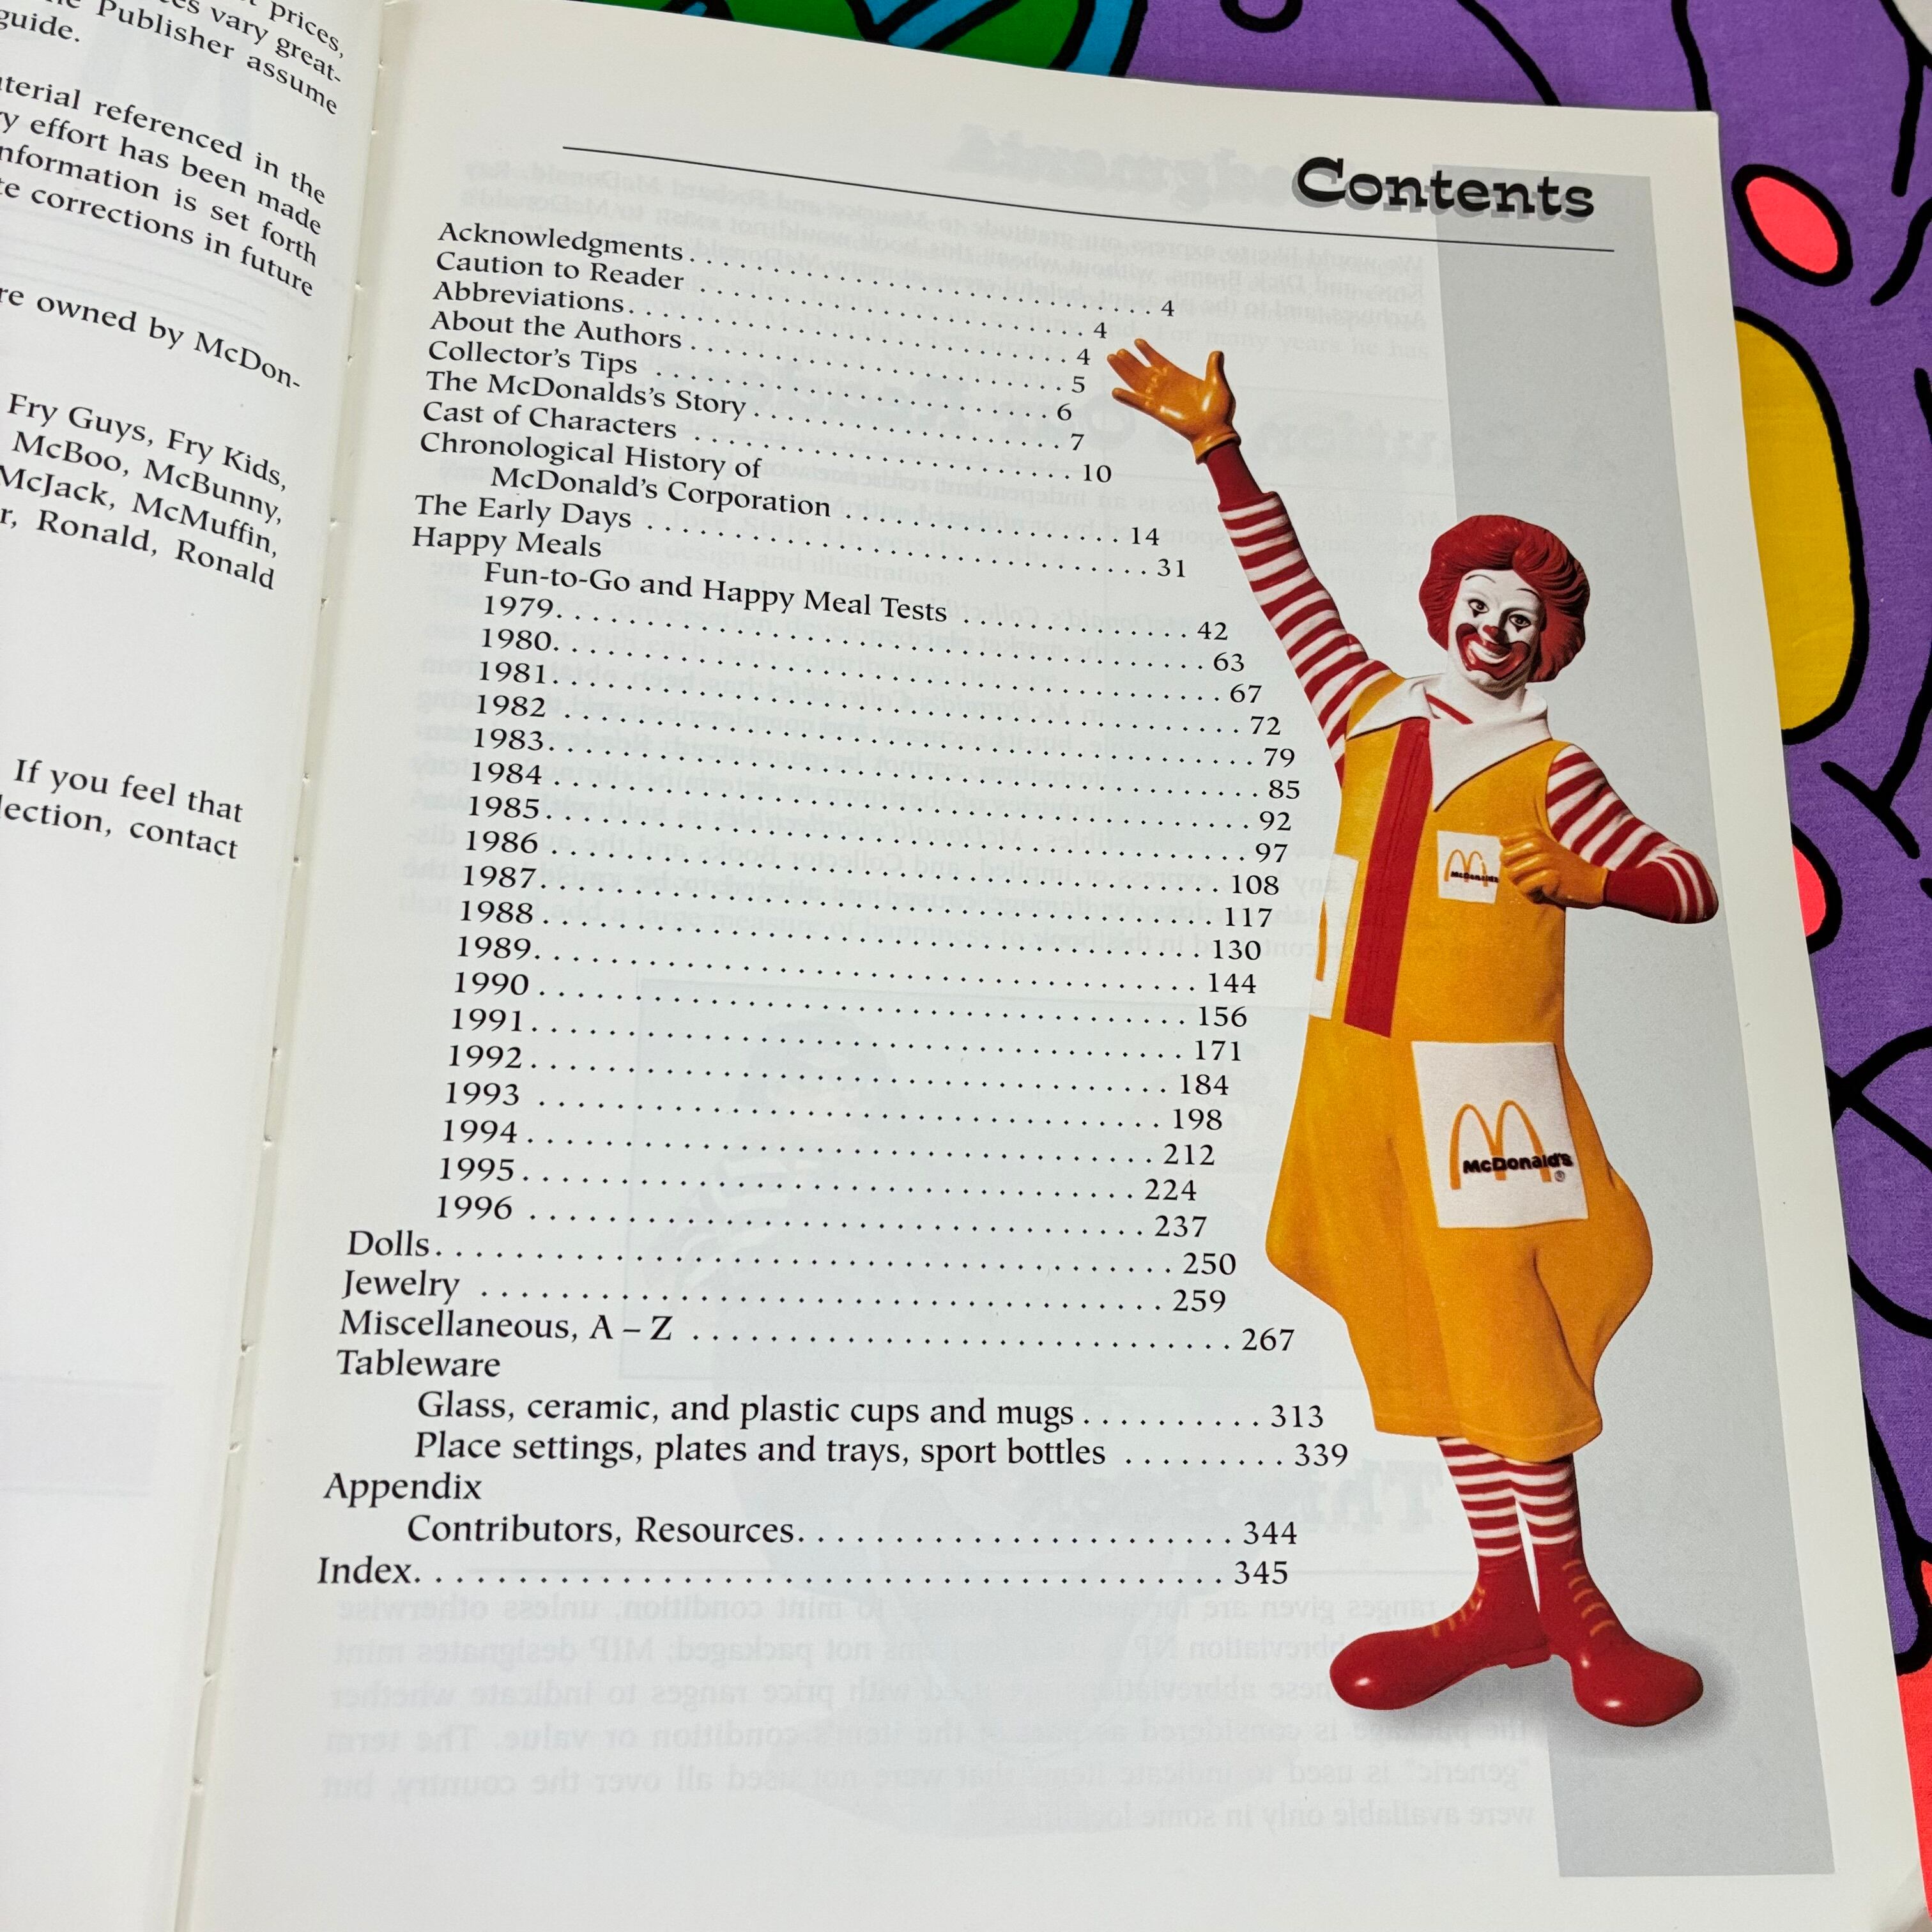 prices,
es vary great-
Publisher assume
guide.
terial referenced in the
y effort has been made
nformation is set forth
te corrections in future
re owned by McDon-
Fry Guys, Fry Kids,
McBoo, McBunny,
McJack, McMuffin,
r, Ronald, Ronald
If you feel that
lection, contact
Contents
Acknowledgments . . . . . . . . . . 4
Caution to Reader . . . . . . . . . . 4
Abbreviations . . . . . . . . . . 4
About the Authors . . . . . . . . . . 5
Collector's Tips . . . . . . . . . . 6
The McDonalds's Story . . . . . . . . . . 7
Cast of Characters . . . . . . . . . . 10
Chronological History of
McDonald's Corporation . . . . . . . . . . 14
The Early Days . . . . . . . . . . 31
Happy Meals
Fun-to-Go and Happy Meal Tests . . . . . . . . . . 42
1979 . . . . . . . . . . 63
1980 . . . . . . . . . . 67
1981 . . . . . . . . . . 72
1982 . . . . . . . . . . 79
1983 . . . . . . . . . . 85
1984 . . . . . . . . . . 92
1985 . . . . . . . . . . 97
1986 . . . . . . . . . . 108
1987 . . . . . . . . . . 117
1988 . . . . . . . . . . 130
1989 . . . . . . . . . . 144
1990 . . . . . . . . . . 156
1991 . . . . . . . . . . 171
1992 . . . . . . . . . . 184
1993 . . . . . . . . . . 198
1994 . . . . . . . . . . 212
1995 . . . . . . . . . . 224
1996 . . . . . . . . . . 237
Dolls . . . . . . . . . . 250
Jewelry . . . . . . . . . . 259
Miscellaneous, A – Z . . . . . . . . . . 267
Tableware
Glass, ceramic, and plastic cups and mugs . . . . . . . . . . 313
Place settings, plates and trays, sport bottles . . . . . . . . . 339
Appendix
Contributors, Resources . . . . . . . . . . 344
Index . . . . . . . . . . 345
McDonald's
McDonald's ®